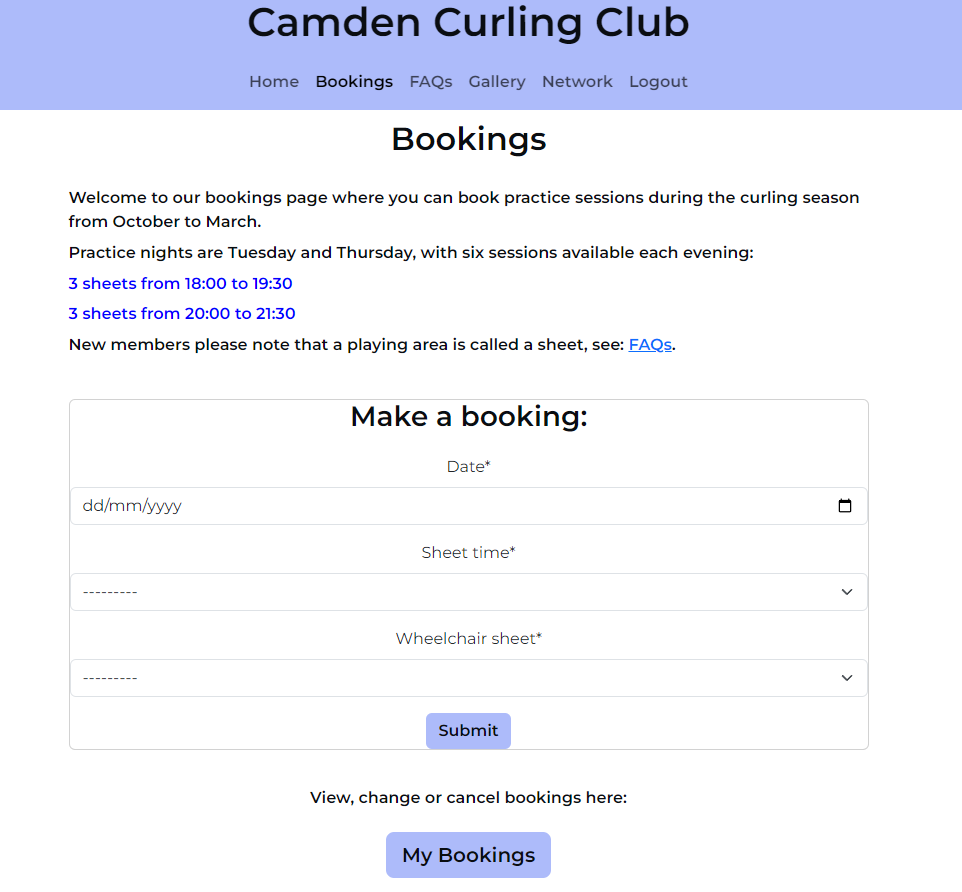 Camden Curling Club
Home Bookings FAQs Gallery Network Logout
Bookings
Welcome to our bookings page where you can book practice sessions during the curling season
from October to March.
Practice nights are Tuesday and Thursday, with six sessions available each evening:
3 sheets from 18:00 to 19:30
3 sheets from 20:00 to 21:30
New members please note that a playing area is called a sheet, see: FAQs.
Make a booking:
Date*
dd/mm/yyyy
Sheet time*
---------
Wheelchair sheet*
---------
Submit
View, change or cancel bookings here:
My Bookings